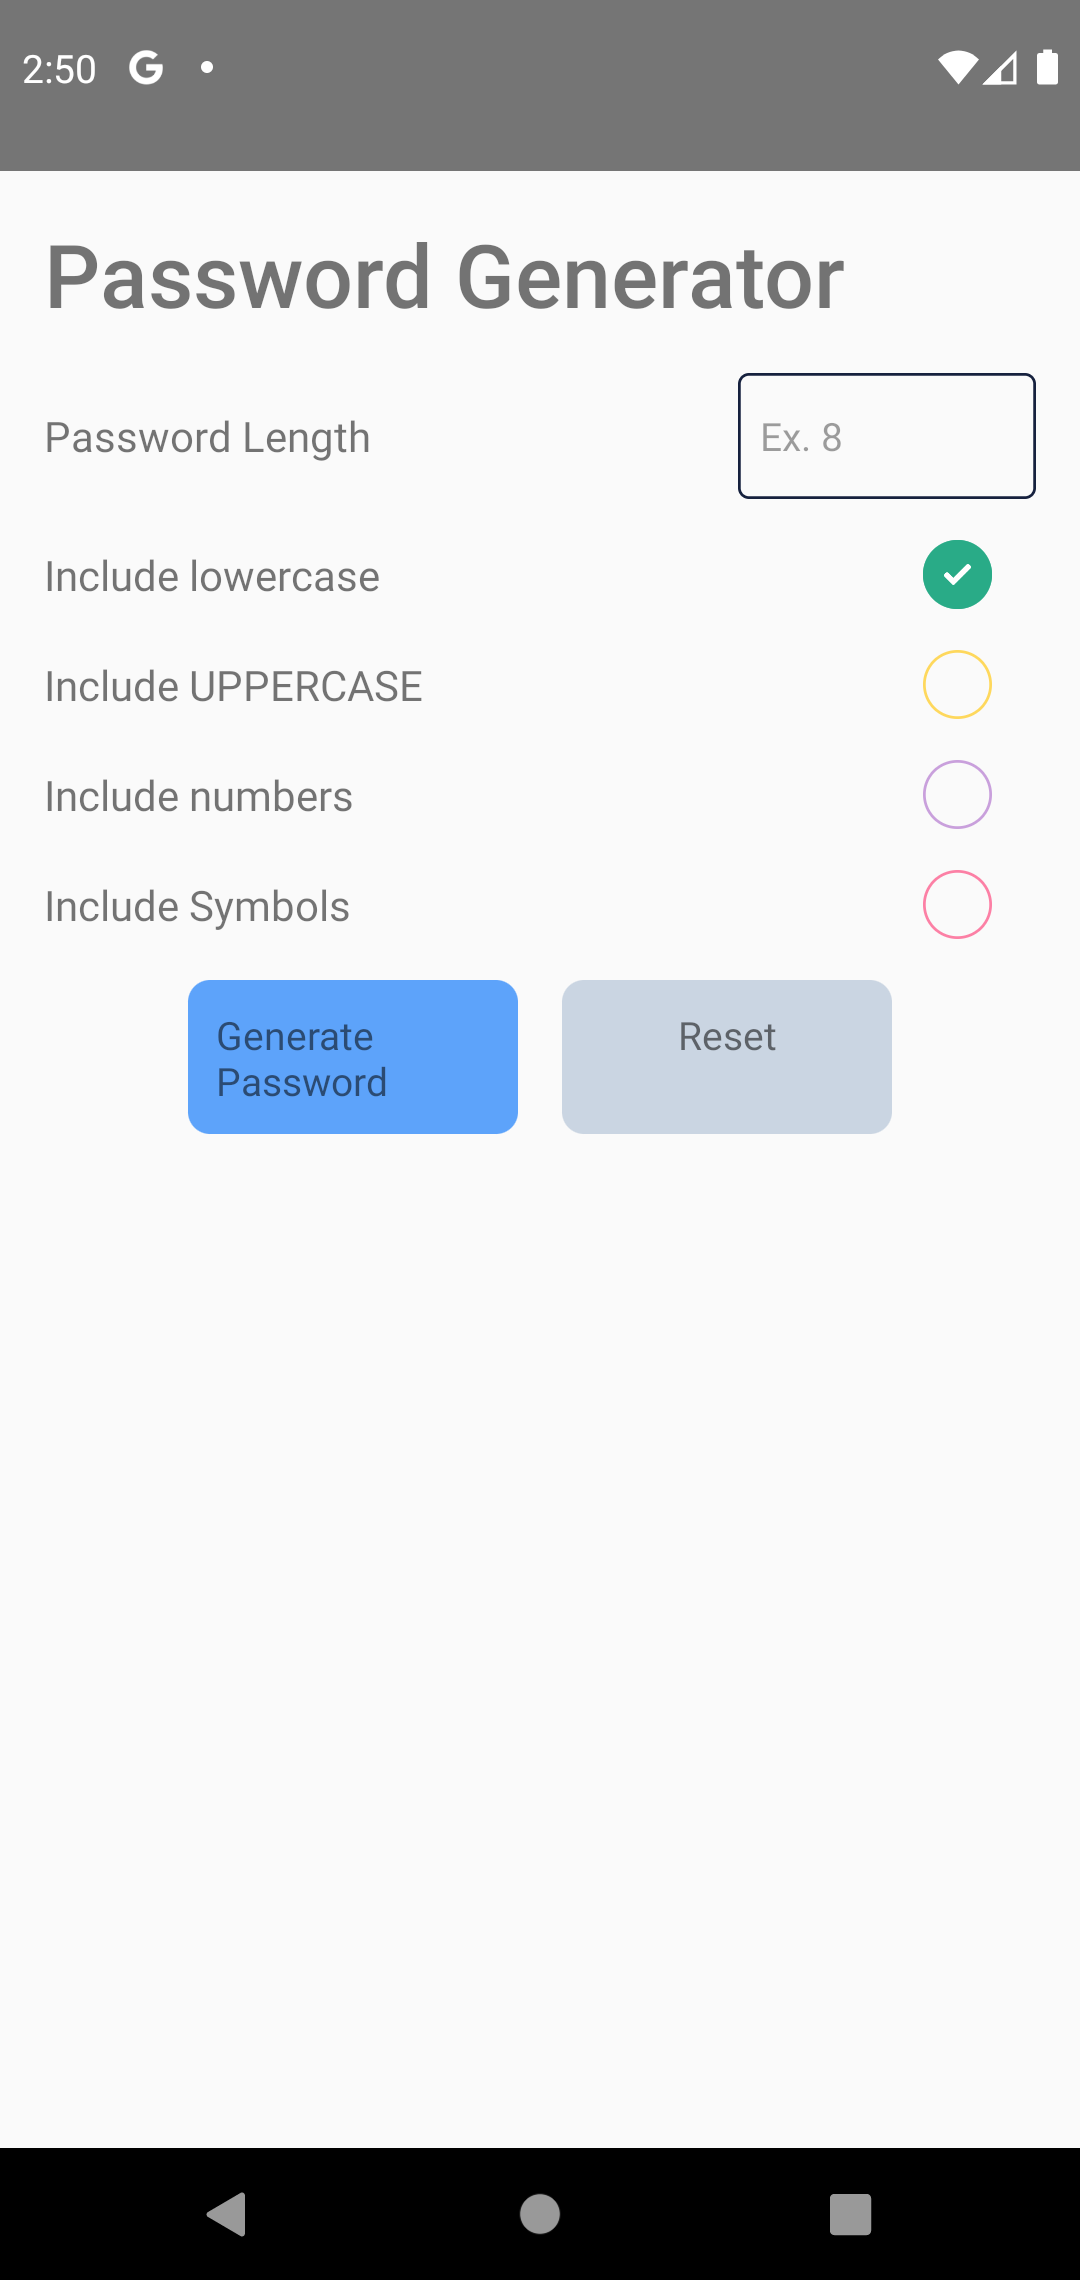 2:50
Password Generator
Password Length
Ex. 8
Include lowercase
Include UPPERCASE
Include numbers
Include Symbols
Generate
Password
Reset